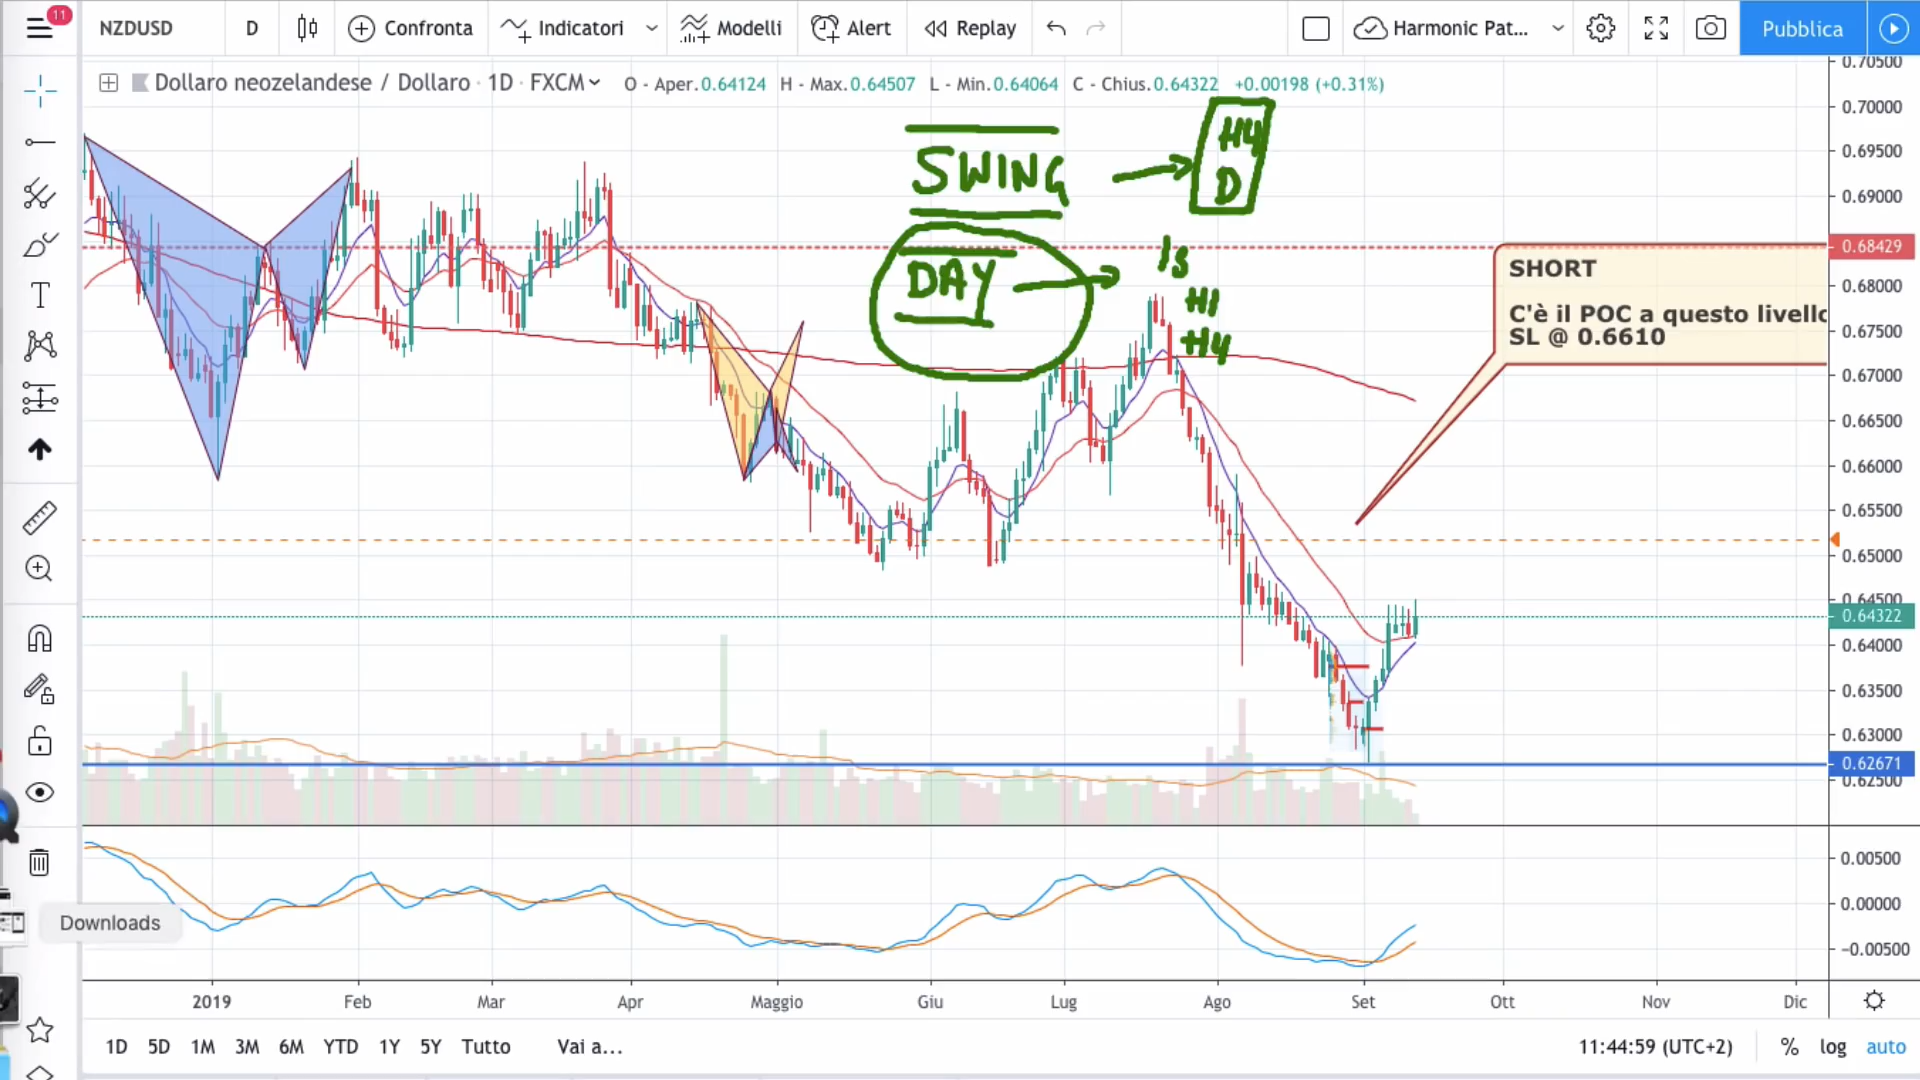 11
NZDUSD
D
Confronta
Indicatori
Modelli
Alert
Replay
Harmonic Pat...
Pubblica
Dollaro neozelandese / Dollaro · 1D · FXCM
O - Aper.0.64124 H - Max.0.64507 L - Min.0.64064 C - Chius.0.64322 +0.00198 (+0.31%)
SWING
H4
D
DAY
15
H1
H4
SHORT
C'è il POC a questo livello
SL @ 0.6610
0.70500
0.70000
0.69500
0.69000
0.68429
0.68000
0.67500
0.67000
0.66500
0.66000
0.65500
0.65000
0.64500
0.64322
0.64000
0.63500
0.63000
0.62671
0.62500
0.00500
0.00000
−0.00500
Downloads
2019 Feb Mar Apr Maggio Giu Lug Ago Set Ott Nov Dic
1D 5D 1M 3M 6M YTD 1Y 5Y Tutto Vai a...
11:44:59 (UTC+2) % log auto